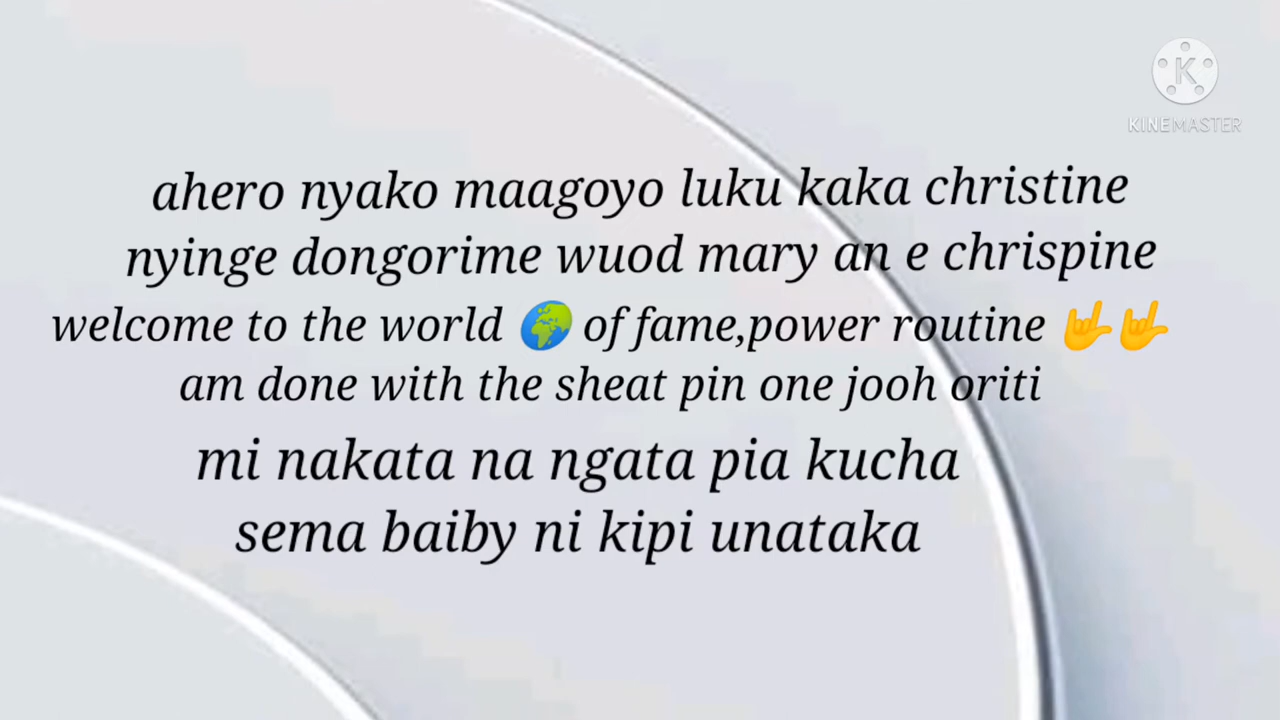 KINEMASTER
ahero nyako maagoyo luku kaka christine
nyinge dongorime wuod mary an e chrispine
welcome to the world 🌍 of fame,power routine 🤟🤟
am done with the sheat pin one jooh oriti
mi nakata na ngata pia kucha
sema baiby ni kipi unataka